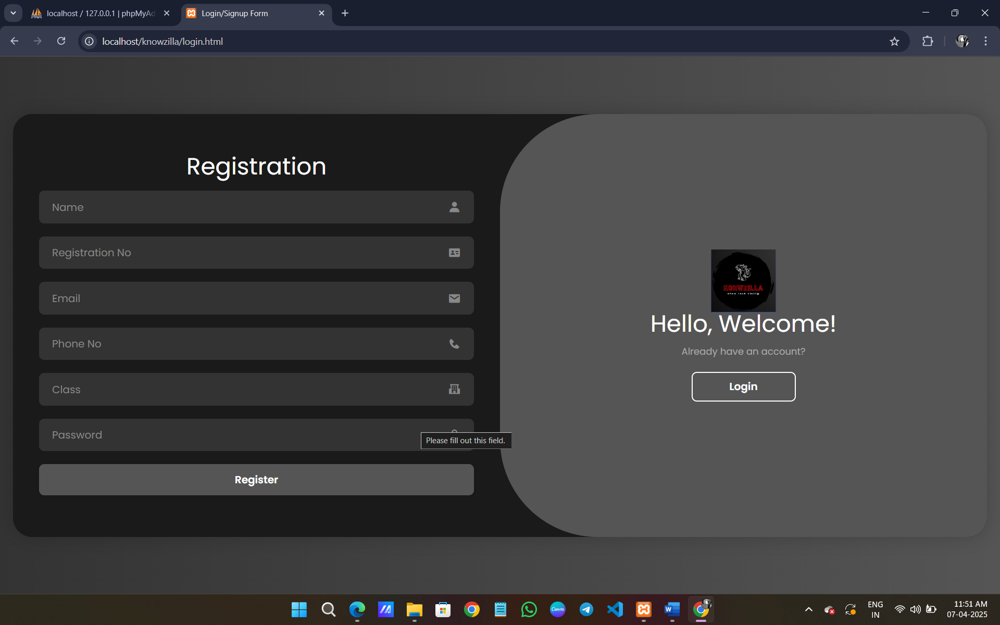 localhost / 127.0.0.1 | phpMyAd
Login/Signup Form
localhost/knowzilla/login.html
Registration
Name
Registration No
Email
Phone No
Class
Password
Please fill out this field.
Register
KONWZILLA
Hello, Welcome!
Already have an account?
Login
Canva
W
ENG
IN
11:51 AM
07-04-2025